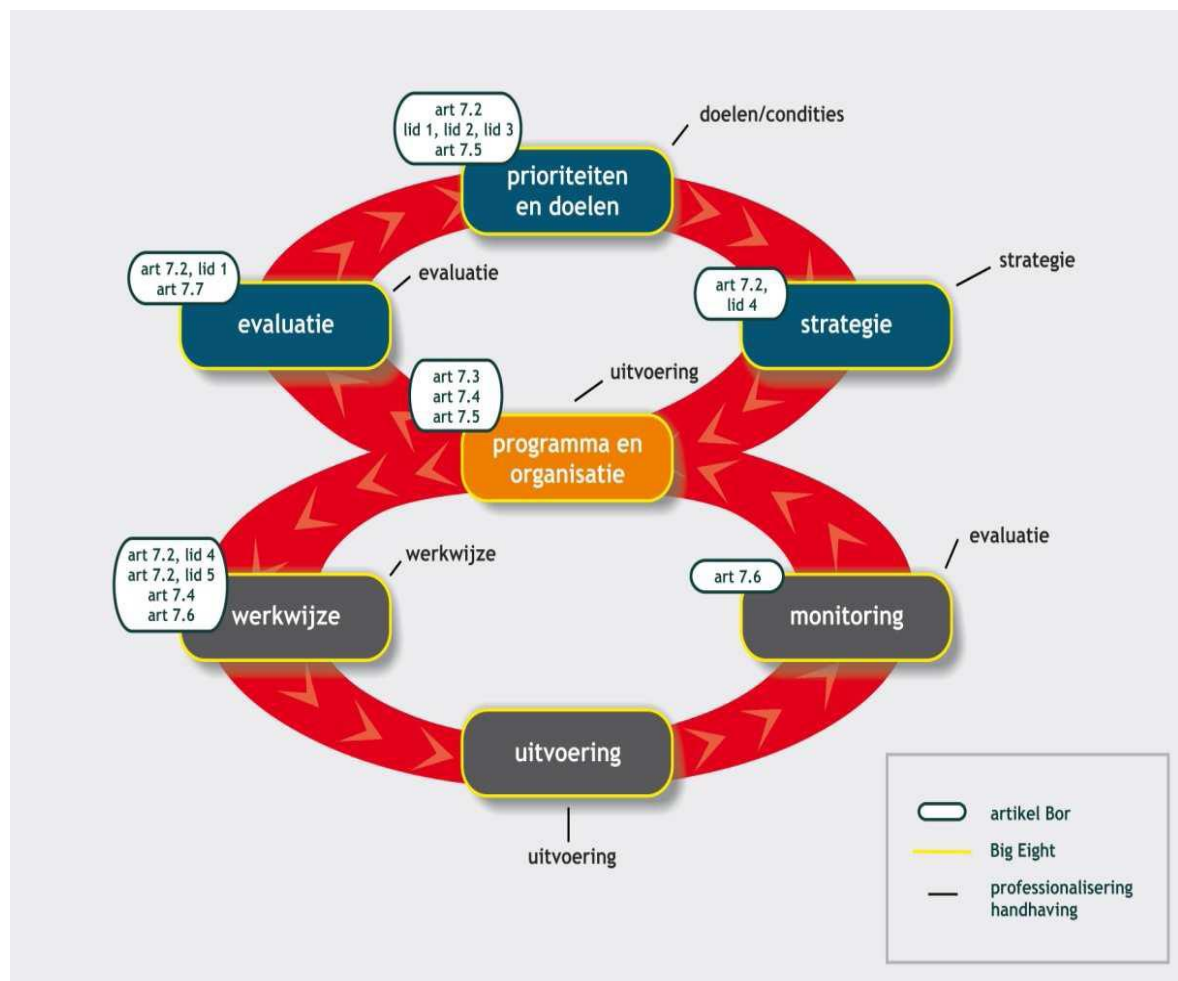 art 7.2
lid 1, lid 2, lid 3
art 7.5
doelen/condities
prioriteiten
en doelen
art 7.2, lid 1
art 7.7
evaluatie
evaluatie
art 7.2,
lid 4
strategie
strategie
art 7.3
art 7.4
art 7.5
uitvoering
programma en
organisatie
art 7.2, lid 4
art 7.2, lid 5
art 7.4
art 7.6
werkwijze
werkwijze
art 7.6
evaluatie
monitoring
uitvoering
uitvoering
artikel Bor
Big Eight
professionalisering
handhaving